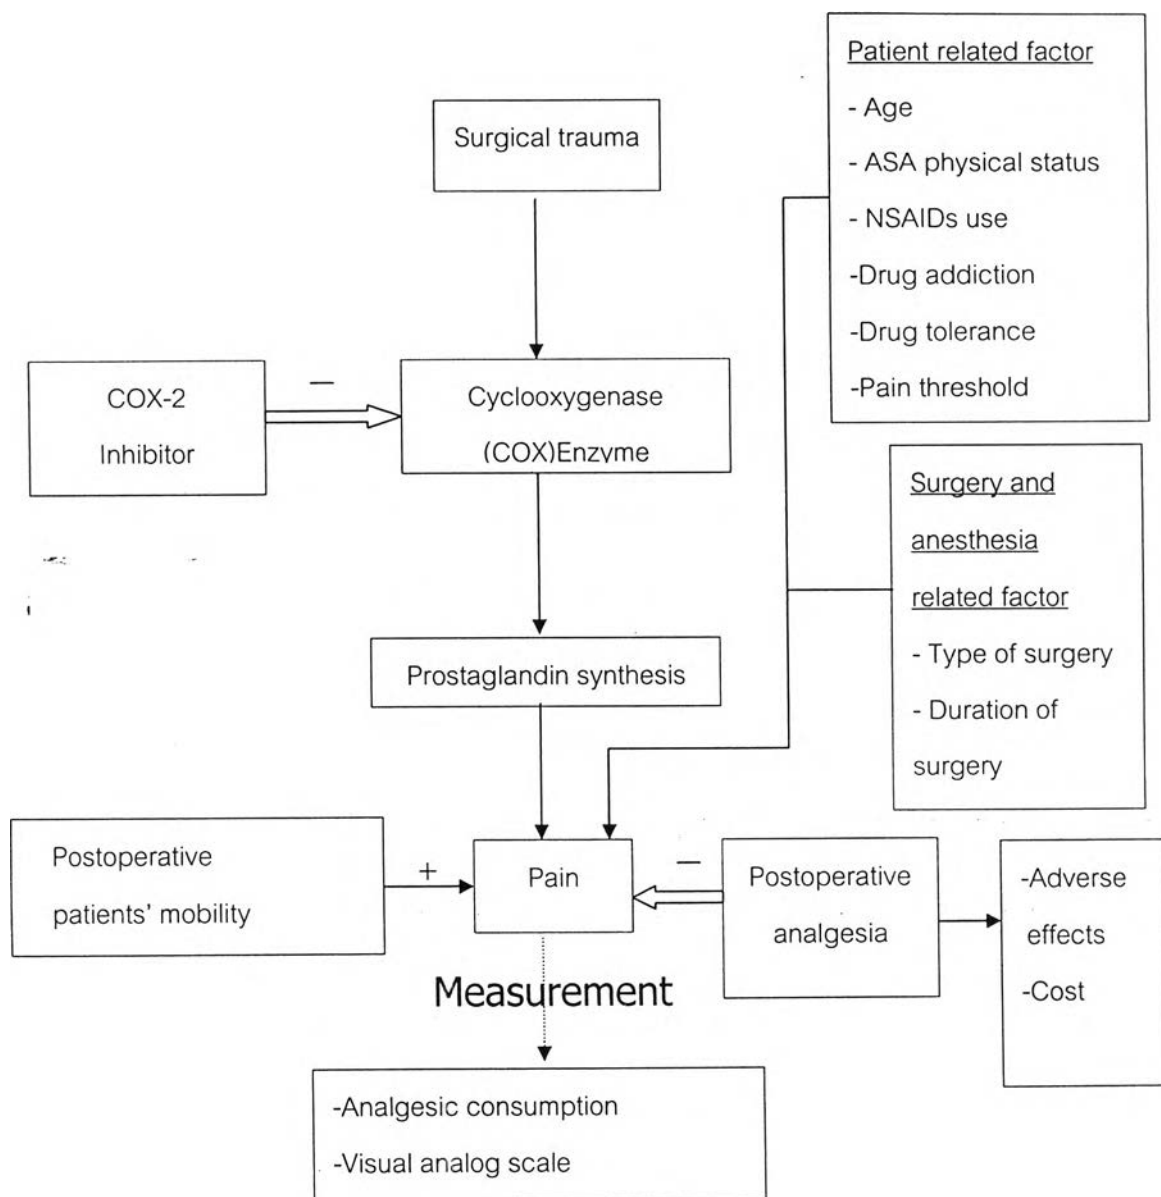 Patient related factor
- Age
- ASA physical status
- NSAIDs use
-Drug addiction
-Drug tolerance
-Pain threshold
Surgical trauma
COX-2
Inhibitor
−
Cyclooxygenase
(COX)Enzyme
Surgery and
anesthesia
related factor
- Type of surgery
- Duration of
surgery
Prostaglandin synthesis
Postoperative
patients' mobility
+
Pain
−
Postoperative
analgesia
-Adverse
effects
-Cost
Measurement
-Analgesic consumption
-Visual analog scale